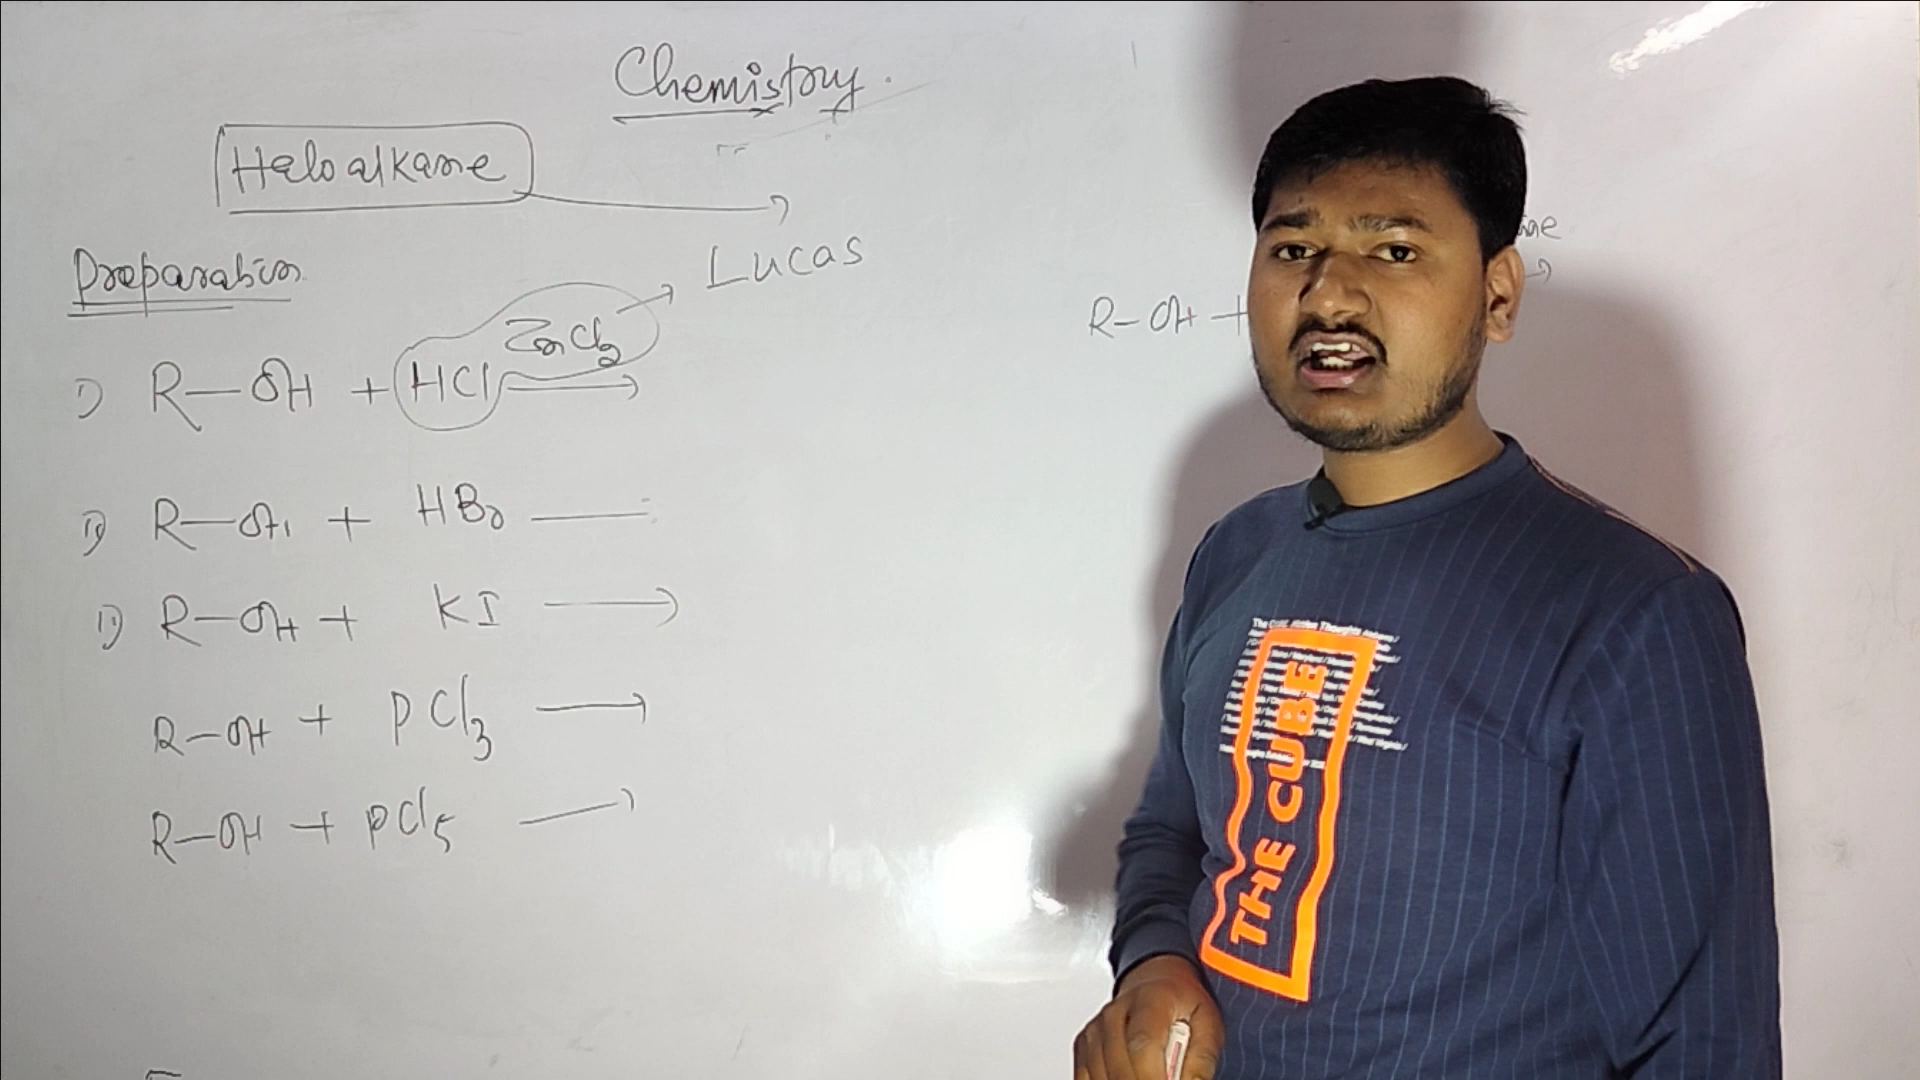 Chemistry.
Haloalkane
Preparation
Lucas
ZnCl2
i) R-OH + HCl →
ii) R-OH + HBr —
R-OH + KI →
R-OH + PCl3 →
R-OH + PCl5 →
R-OH +
THE CUBE